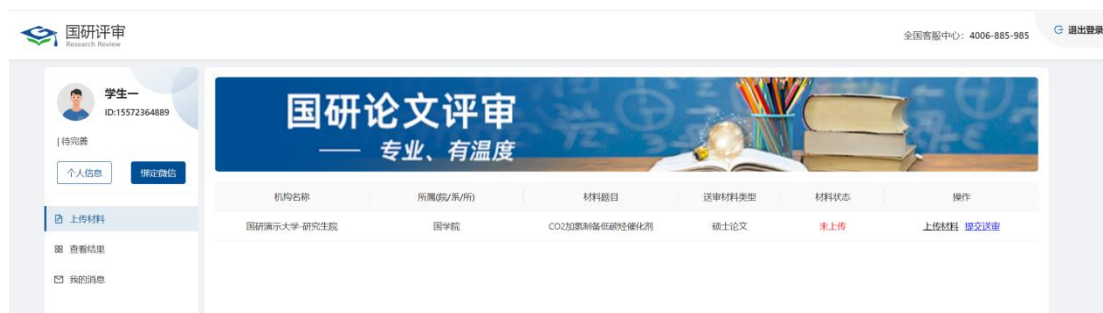 国研评审
Research Review
全国客服中心：4006-885-985
退出登录
学生一
ID:15572364889
|待完善
个人信息 绑定微信
上传材料
查看结果
我的消息
国研论文评审
—— 专业、有温度
机构名称 所属(院/系/所) 材料题目 送审材料类型 材料状态 操作
国研演示大学-研究生院 国学院 CO2加氢制备低碳烃催化剂 硕士论文 未上传 上传材料 提交送审